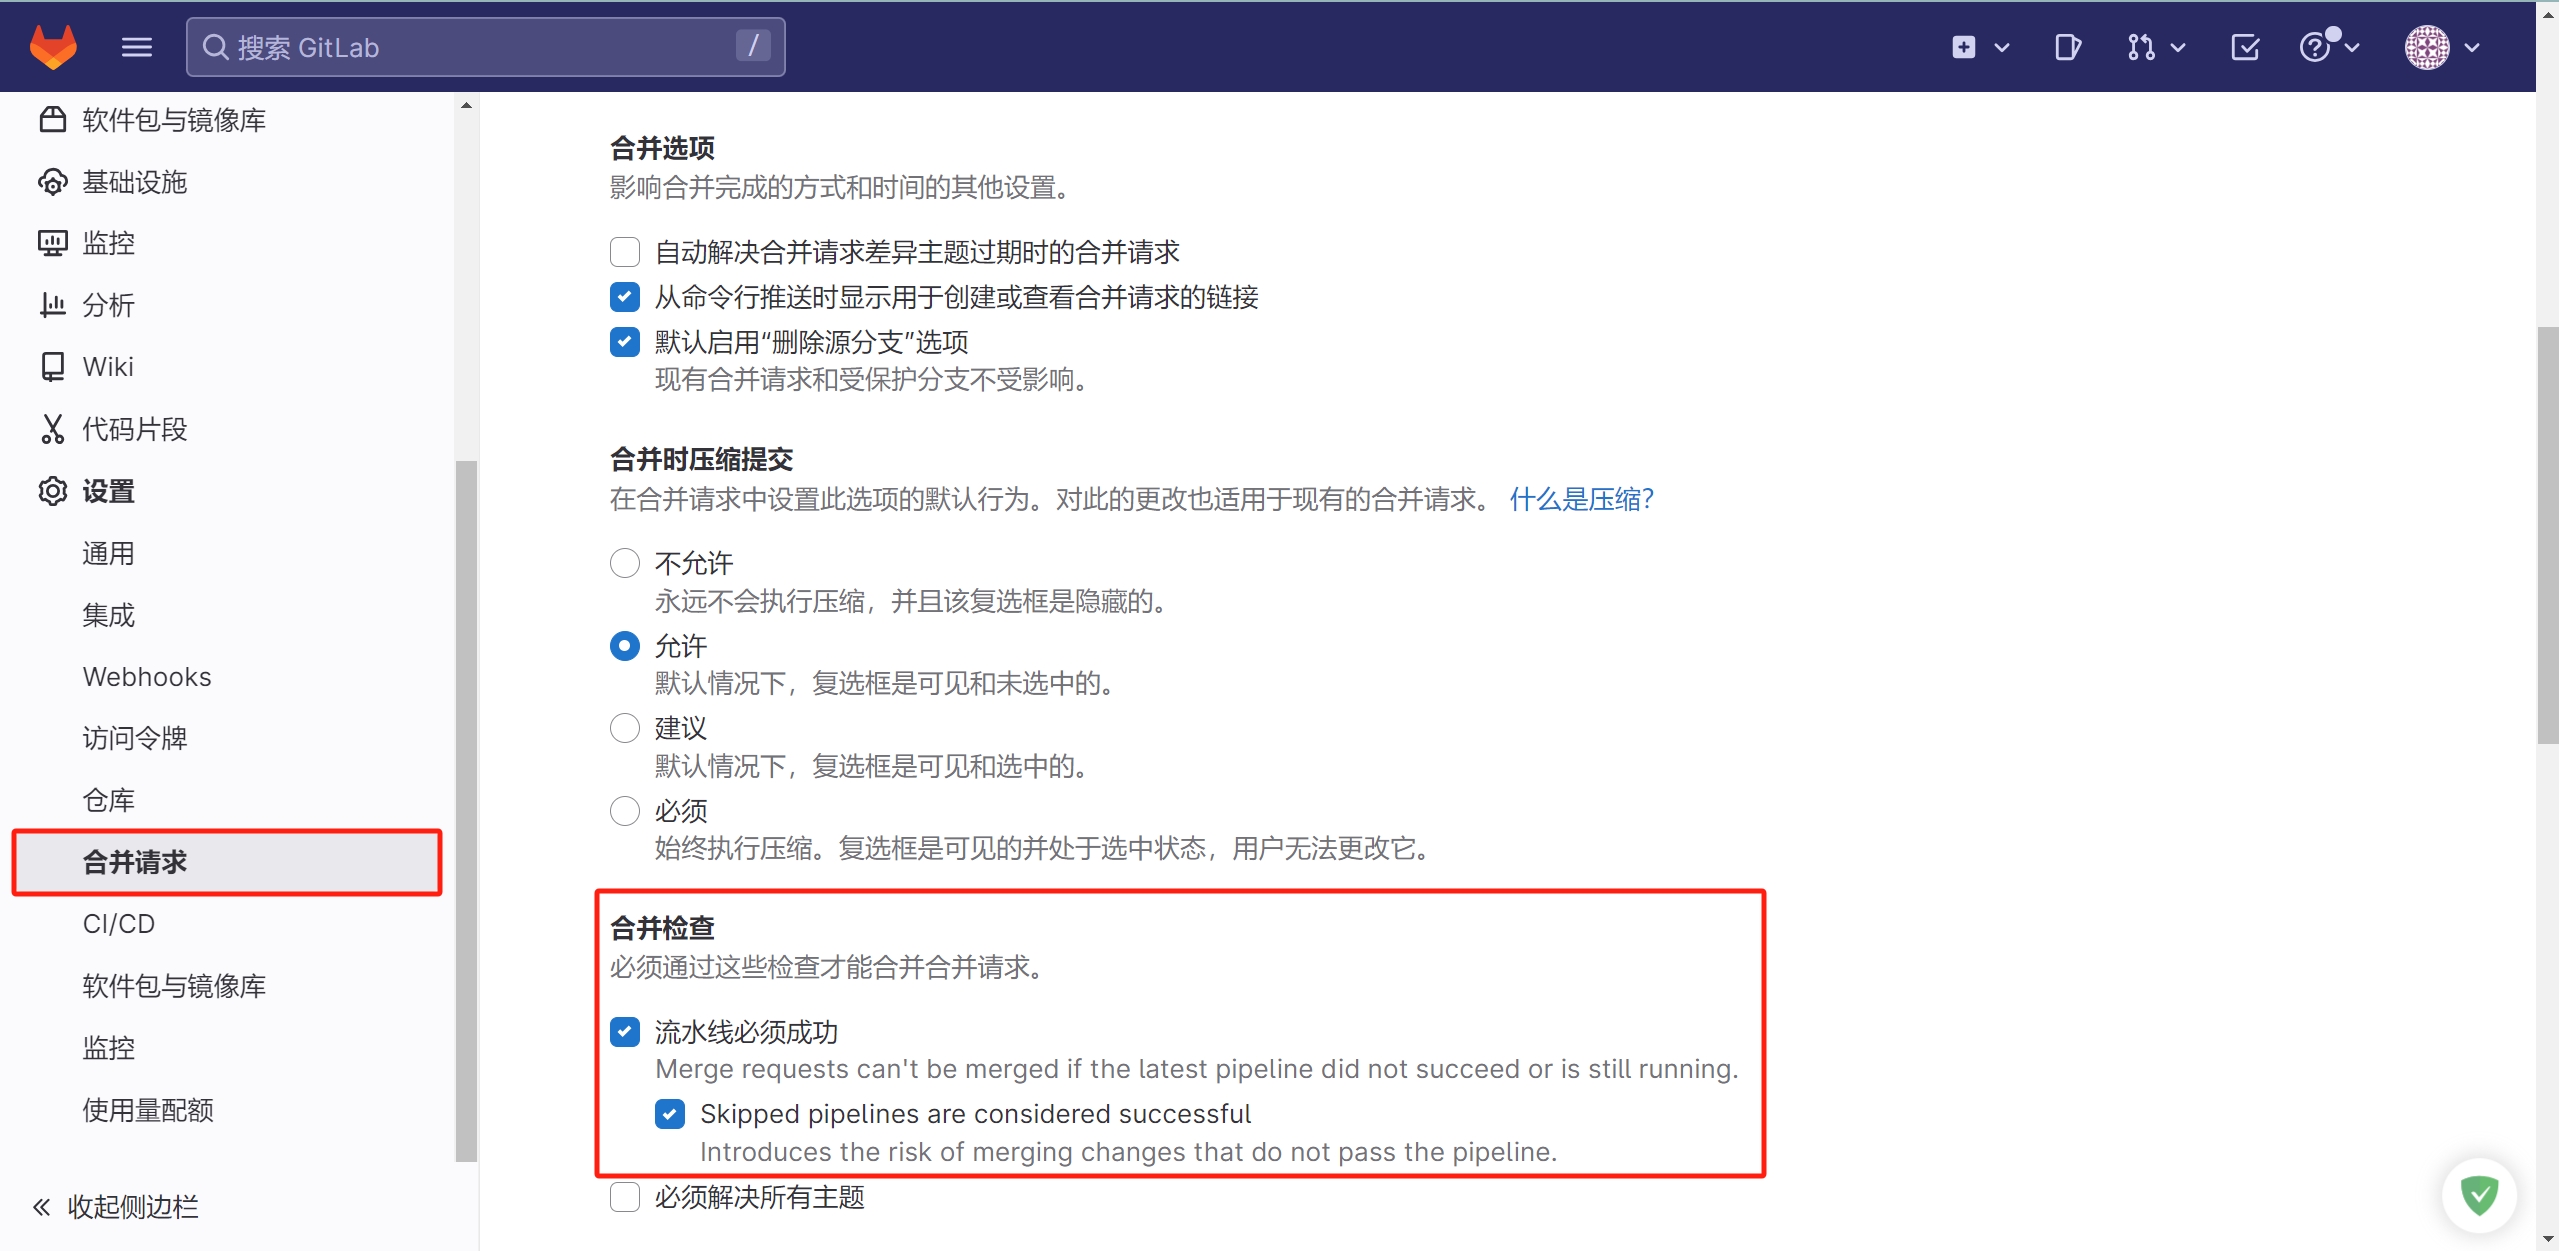 搜索 GitLab /
软件包与镜像库
基础设施
监控
分析
Wiki
代码片段
设置
通用
集成
Webhooks
访问令牌
仓库
合并请求
CI/CD
软件包与镜像库
监控
使用量配额
收起侧边栏
合并选项
影响合并完成的方式和时间的其他设置。
自动解决合并请求差异主题过期时的合并请求
从命令行推送时显示用于创建或查看合并请求的链接
默认启用“删除源分支”选项
现有合并请求和受保护分支不受影响。
合并时压缩提交
在合并请求中设置此选项的默认行为。对此的更改也适用于现有的合并请求。 什么是压缩?
不允许
永远不会执行压缩，并且该复选框是隐藏的。
允许
默认情况下，复选框是可见和未选中的。
建议
默认情况下，复选框是可见和选中的。
必须
始终执行压缩。复选框是可见的并处于选中状态，用户无法更改它。
合并检查
必须通过这些检查才能合并合并请求。
流水线必须成功
Merge requests can't be merged if the latest pipeline did not succeed or is still running.
Skipped pipelines are considered successful
Introduces the risk of merging changes that do not pass the pipeline.
必须解决所有主题